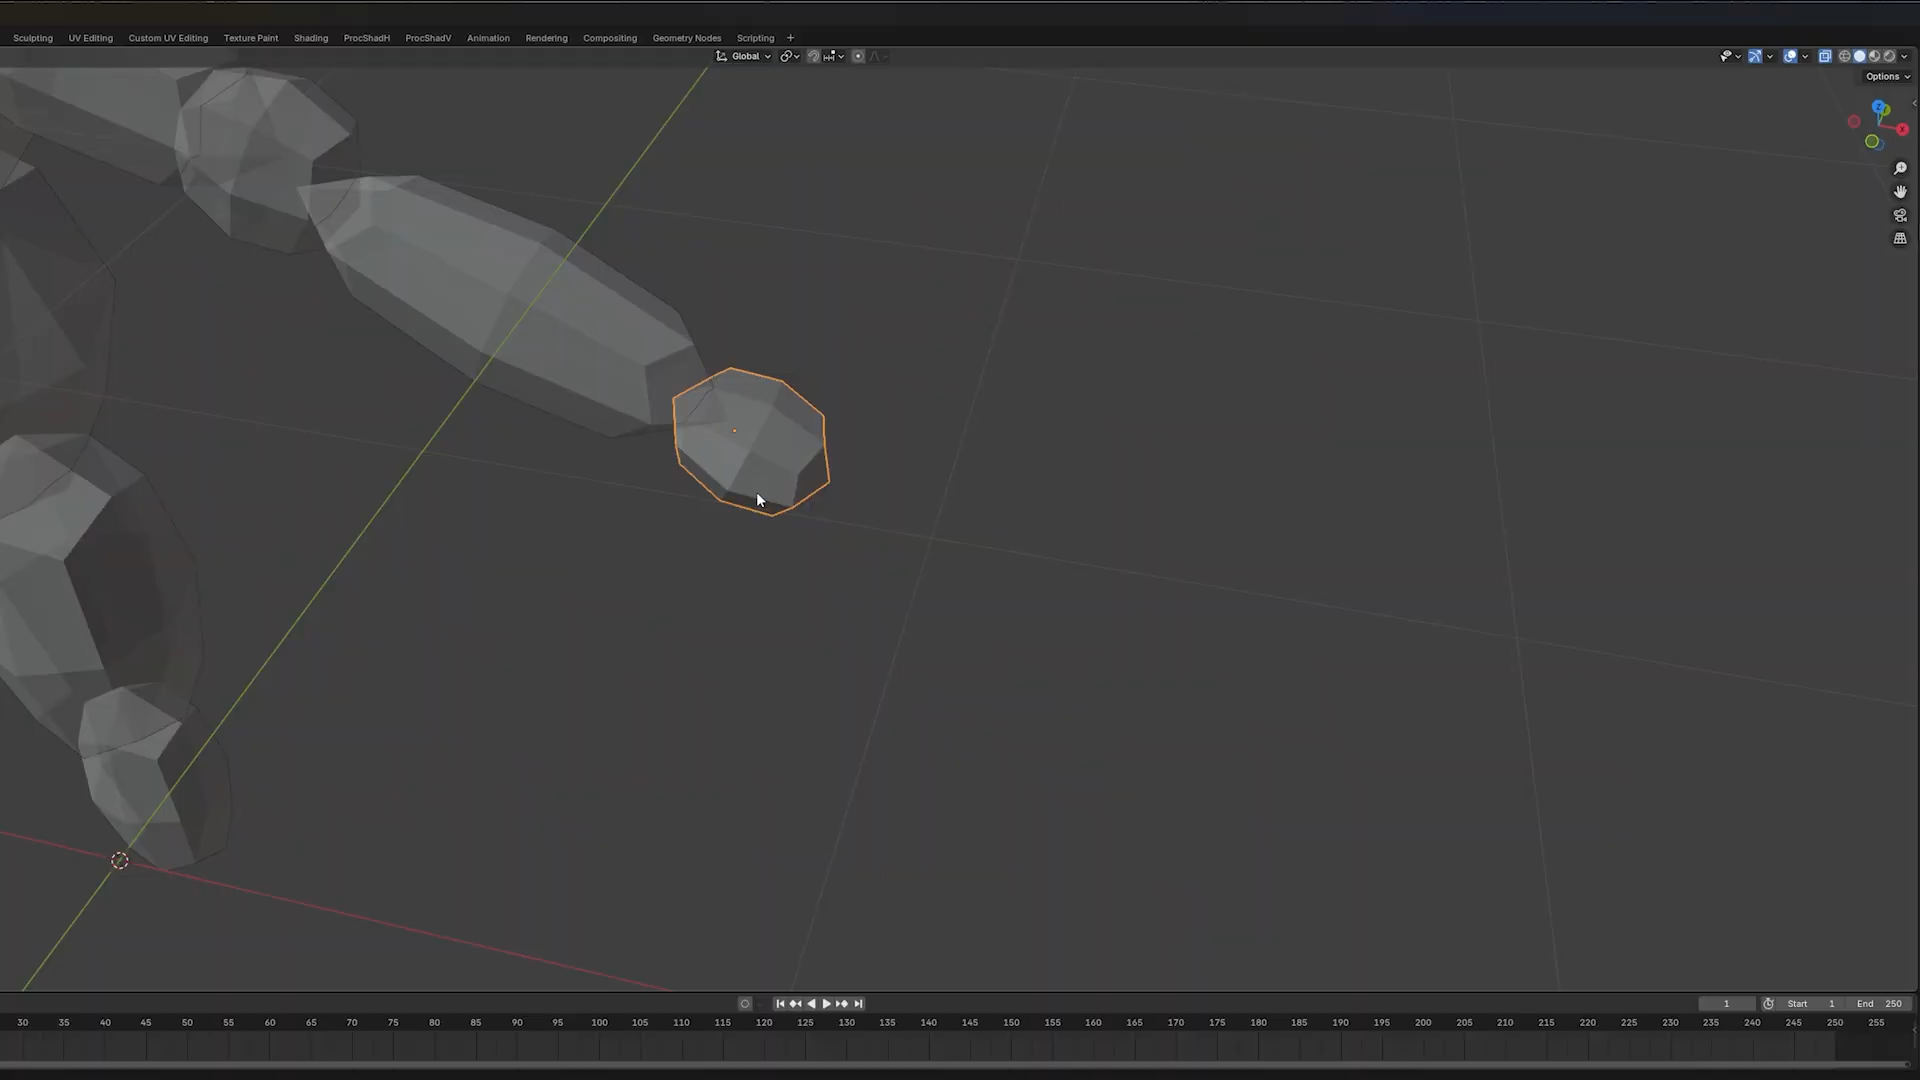 Sculpting UV Editing Custom UV Editing Texture Paint Shading ProcShadH ProcShadV Animation Rendering Compositing Geometry Nodes Scripting +
Global
Options
Z
X
1 Start 1 End 250
30 35 40 45 50 55 60 65 70 75 80 85 90 95 100 105 110 115 120 125 130 135 140 145 150 155 160 165 170 175 180 185 190 195 200 205 210 215 220 225 230 235 240 245 250 255